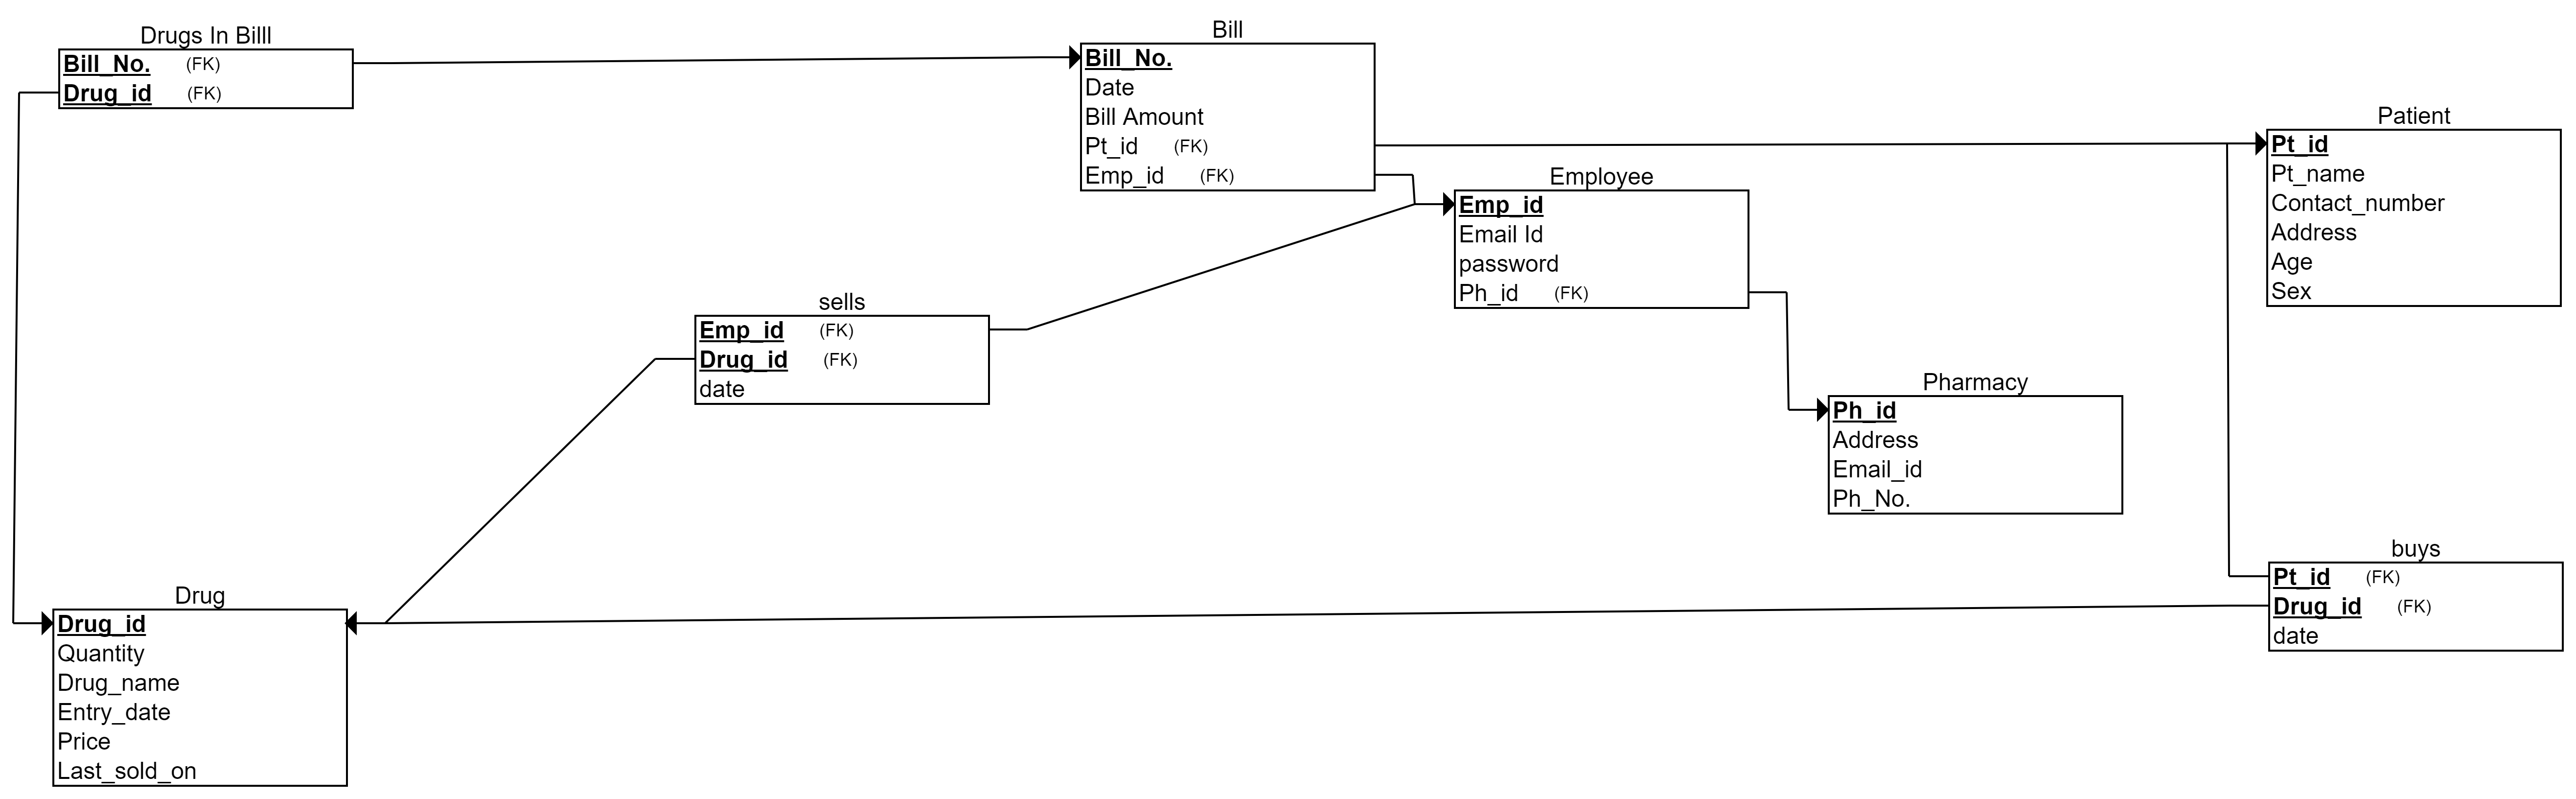 Drugs In Billl
Bill_No. (FK)
Drug_id (FK)
Bill
Bill_No.
Date
Bill Amount
Pt_id (FK)
Emp_id (FK)
Patient
Pt_id
Pt_name
Contact_number
Address
Age
Sex
Employee
Emp_id
Email Id
password
Ph_id (FK)
sells
Emp_id (FK)
Drug_id (FK)
date
Pharmacy
Ph_id
Address
Email_id
Ph_No.
buys
Pt_id (FK)
Drug_id (FK)
date
Drug
Drug_id
Quantity
Drug_name
Entry_date
Price
Last_sold_on